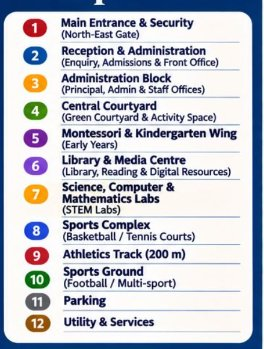 1 Main Entrance & Security
(North-East Gate)
2 Reception & Administration
(Enquiry, Admissions & Front Office)
3 Administration Block
(Principal, Admin & Staff Offices)
4 Central Courtyard
(Green Courtyard & Activity Space)
5 Montessori & Kindergarten Wing
(Early Years)
6 Library & Media Centre
(Library, Reading & Digital Resources)
7 Science, Computer &
Mathematics Labs
(STEM Labs)
8 Sports Complex
(Basketball / Tennis Courts)
9 Athletics Track (200 m)
10 Sports Ground
(Football / Multi-sport)
11 Parking
12 Utility & Services